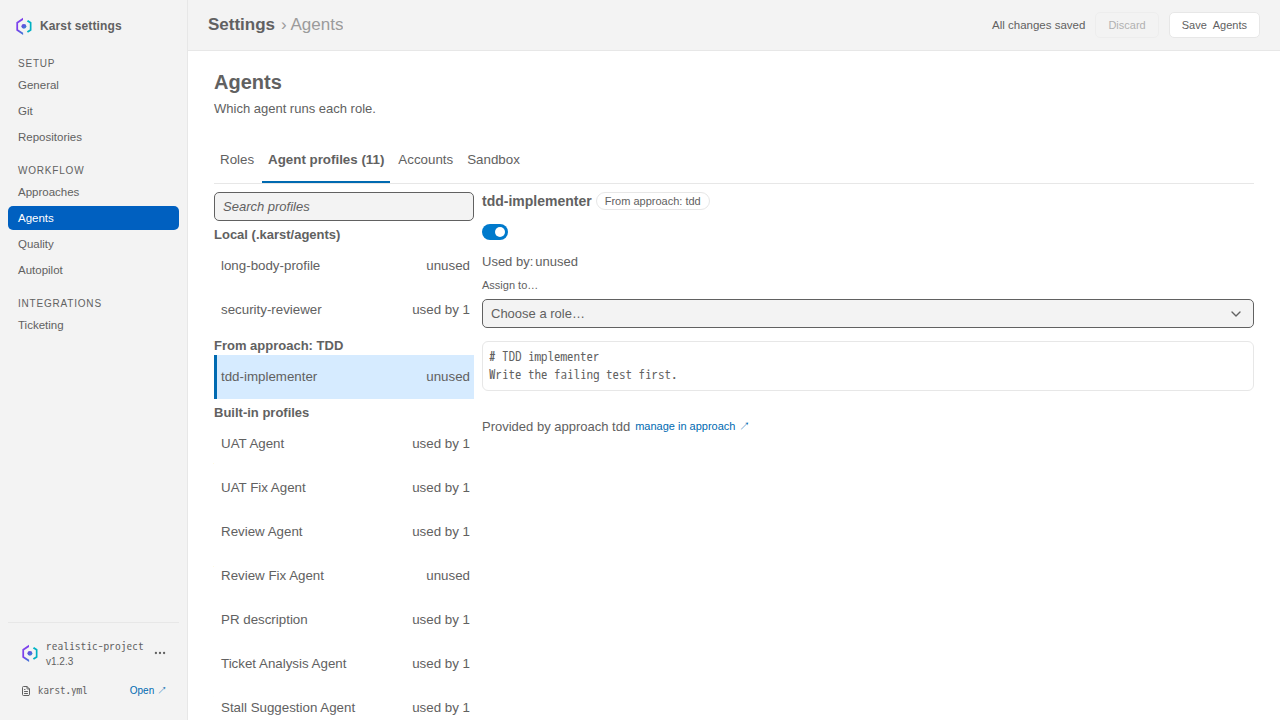 Karst settings
SETUP
General
Git
Repositories
WORKFLOW
Approaches
Agents
Quality
Autopilot
INTEGRATIONS
Ticketing
realistic-project
v1.2.3
karst.yml
Open ↗
Settings › Agents
All changes saved
Discard
Save Agents
Agents
Which agent runs each role.
Roles
Agent profiles (11)
Accounts
Sandbox
Search profiles
Local (.karst/agents)
long-body-profile unused
security-reviewer used by 1
From approach: TDD
tdd-implementer unused
Built-in profiles
UAT Agent used by 1
UAT Fix Agent used by 1
Review Agent used by 1
Review Fix Agent unused
PR description used by 1
Ticket Analysis Agent used by 1
Stall Suggestion Agent used by 1
tdd-implementer From approach: tdd
Used by: unused
Assign to…
Choose a role…
# TDD implementer
Write the failing test first.
Provided by approach tdd manage in approach ↗